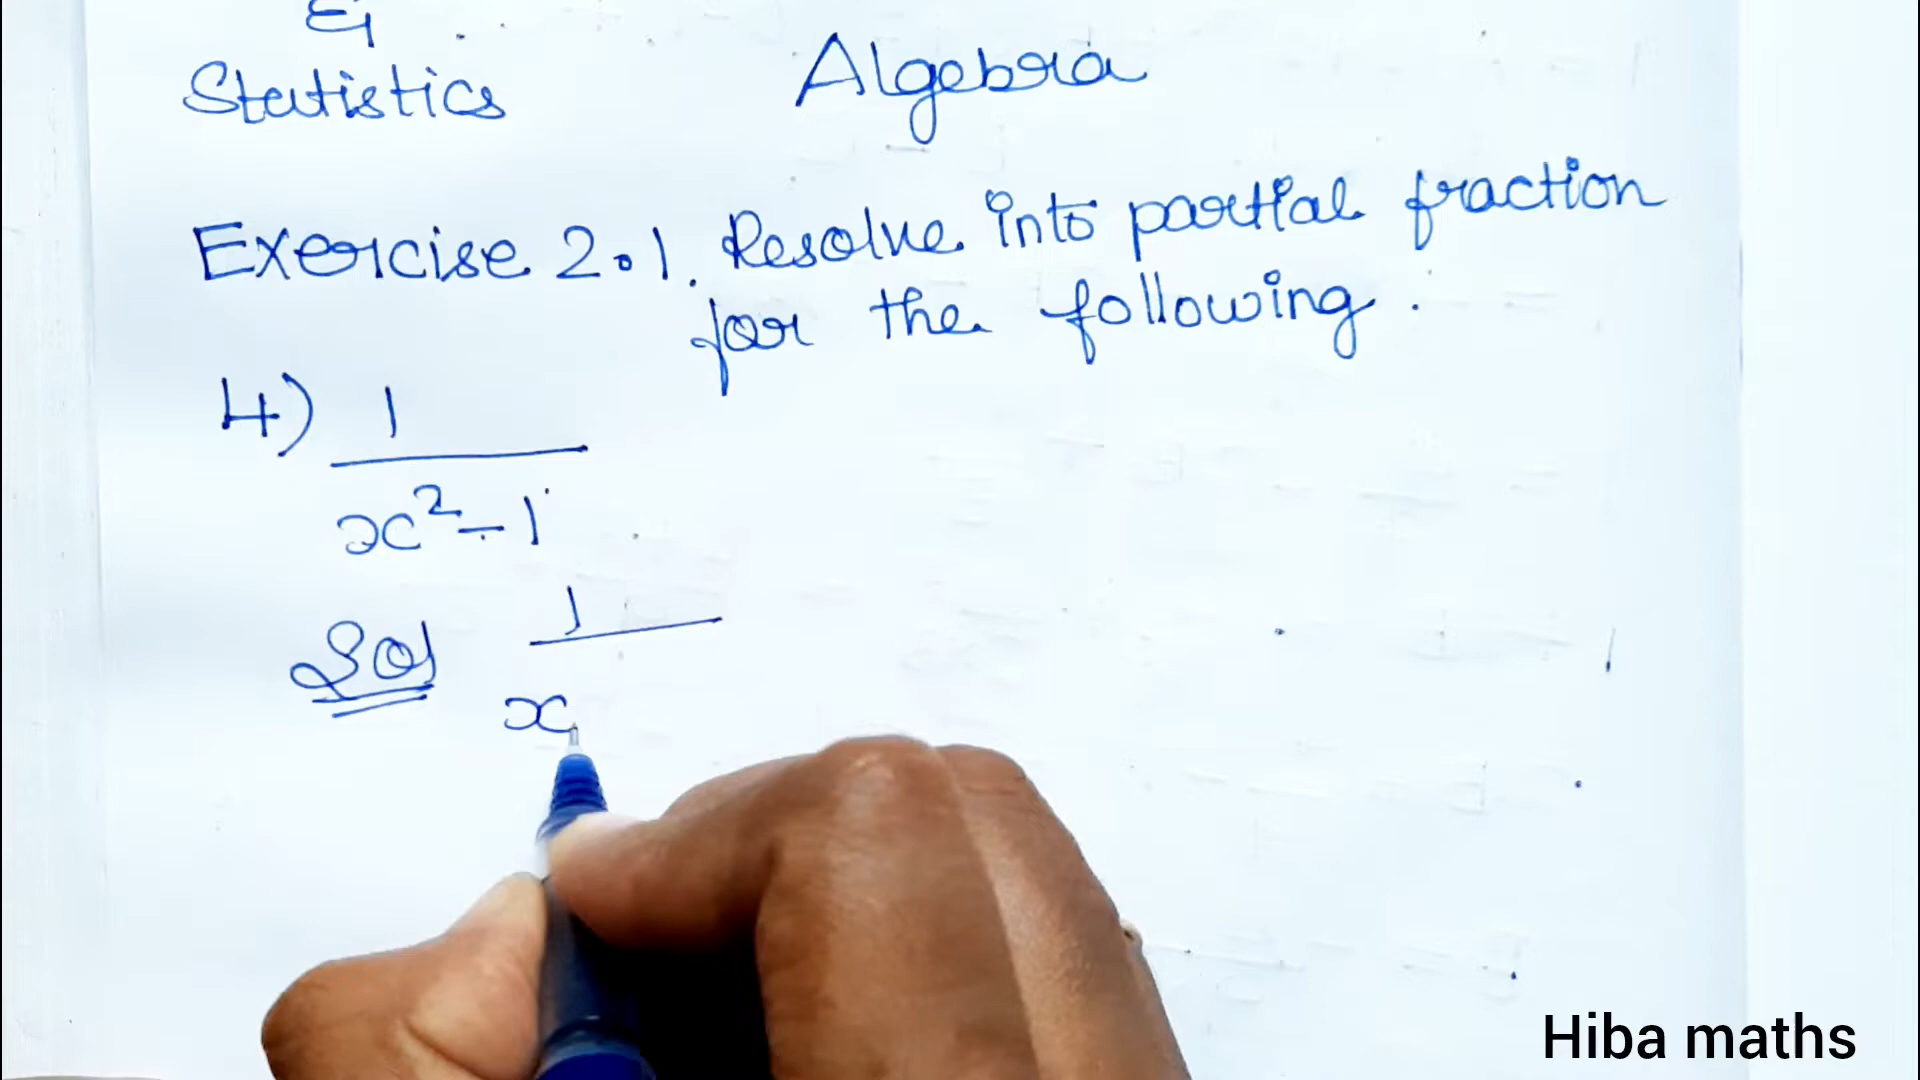 &
Statistics
Algebra
Exercise 2.1. Resolve into partial fraction
for the following.
4) 1
x²-1
Sol 1
x
Hiba maths